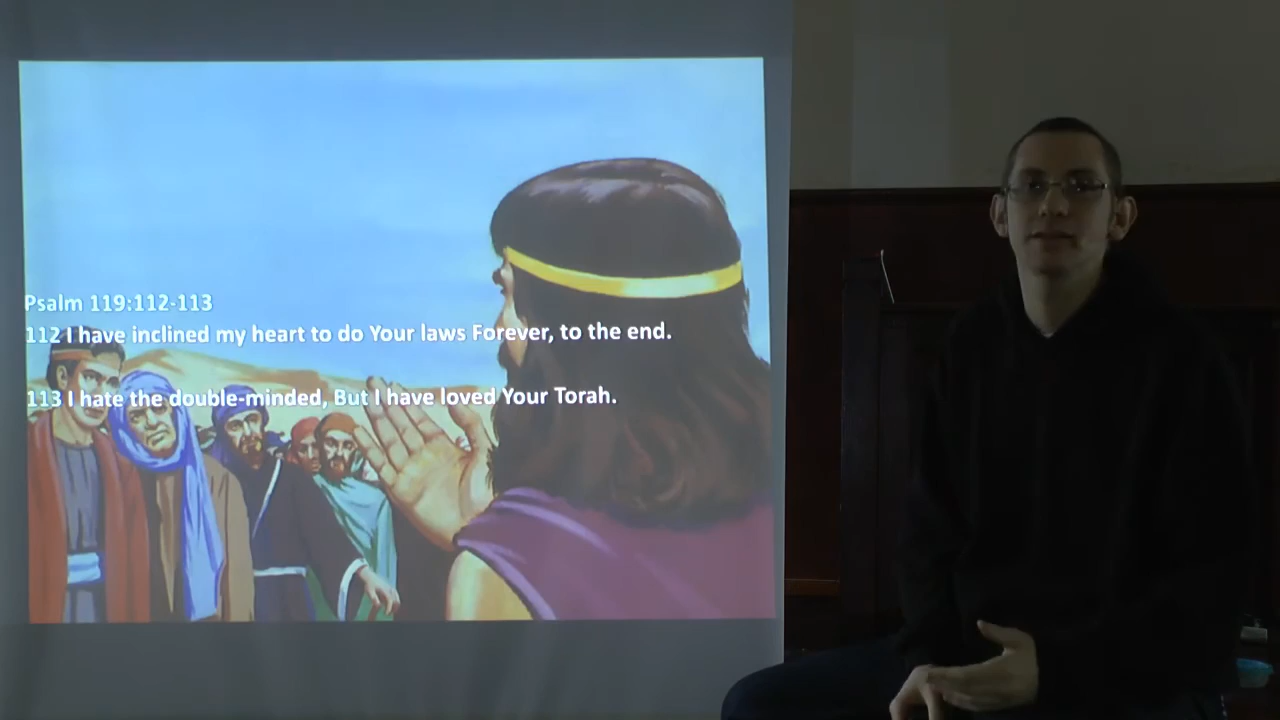 Psalm 119:112-113
112 I have inclined my heart to do Your laws Forever, to the end.
113 I hate the double-minded, But I have loved Your Torah.